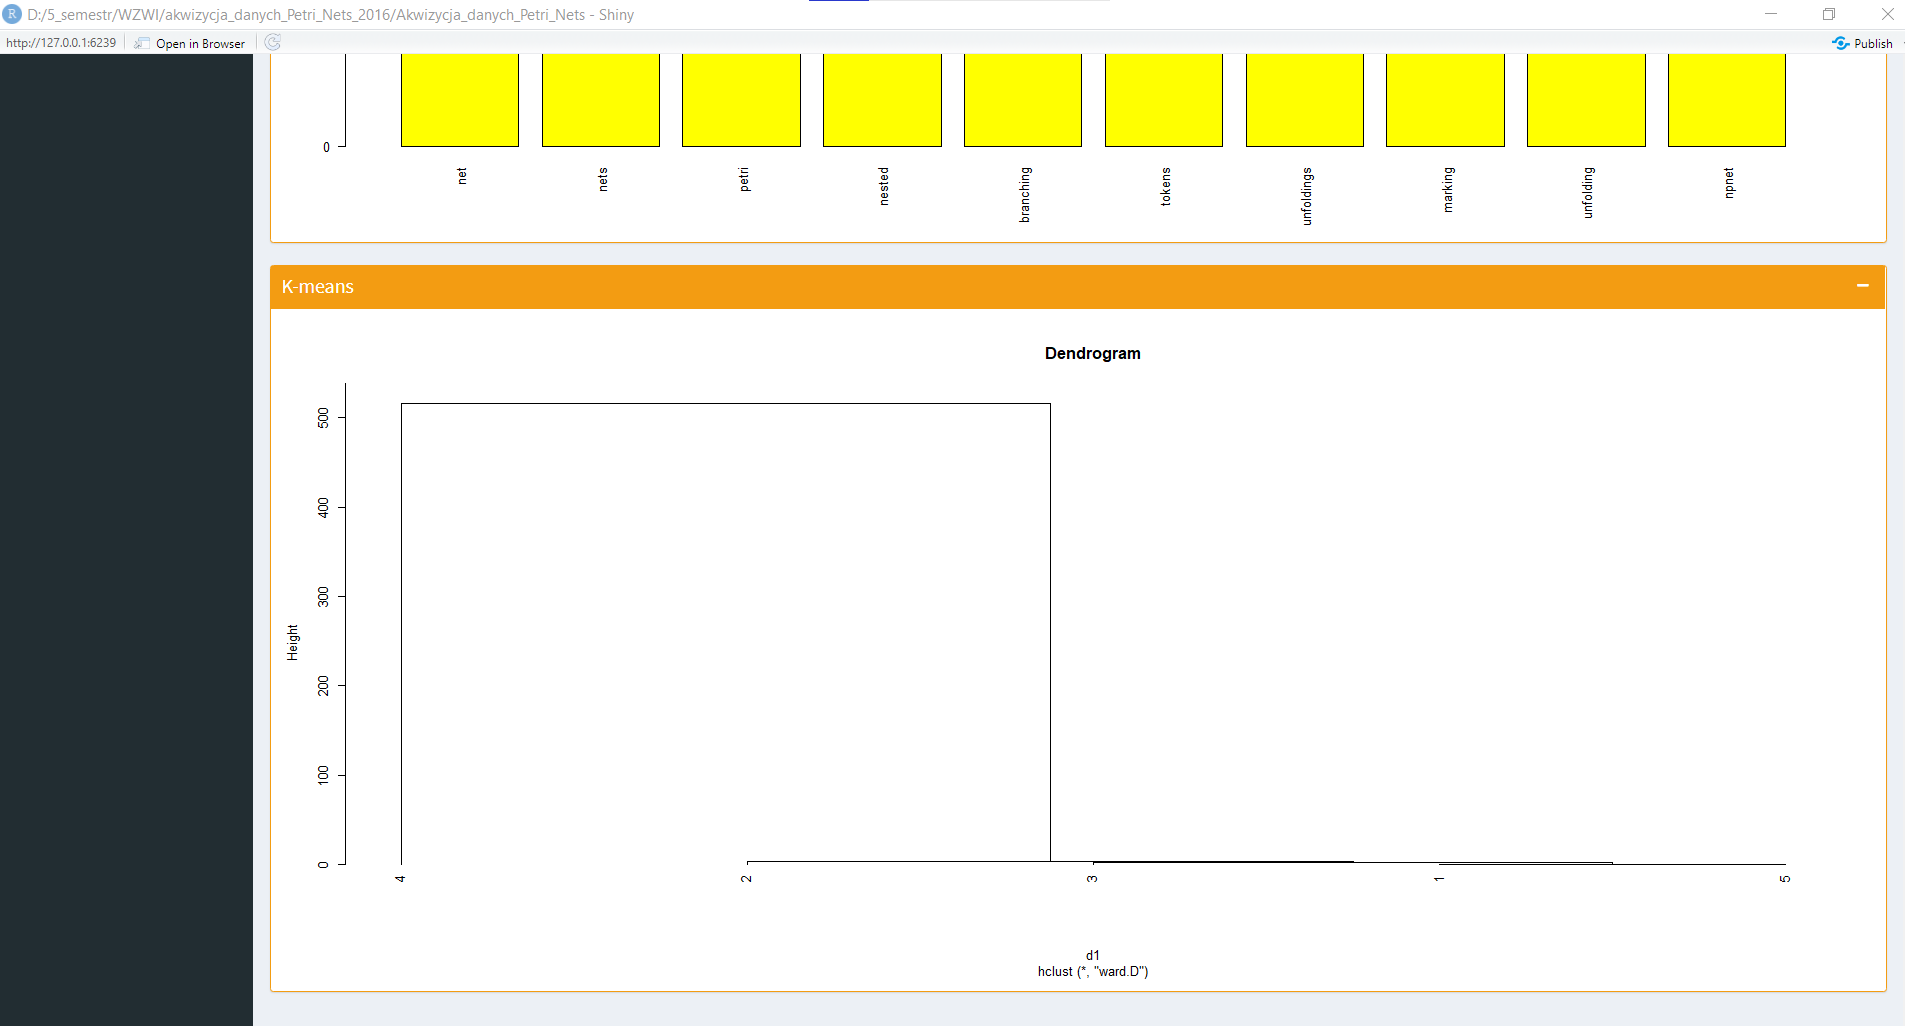 R D:/5_semestr/WZWI/akwizycja_danych_Petri_Nets_2016/Akwizycja_danych_Petri_Nets - Shiny
http://127.0.0.1:6239 Open in Browser Publish
0
net nets petri nested branching tokens unfoldings marking unfolding npnet
K-means
Dendrogram
Height
500
400
300
200
100
0
4 2 3 1 5
d1
hclust (*, "ward.D")